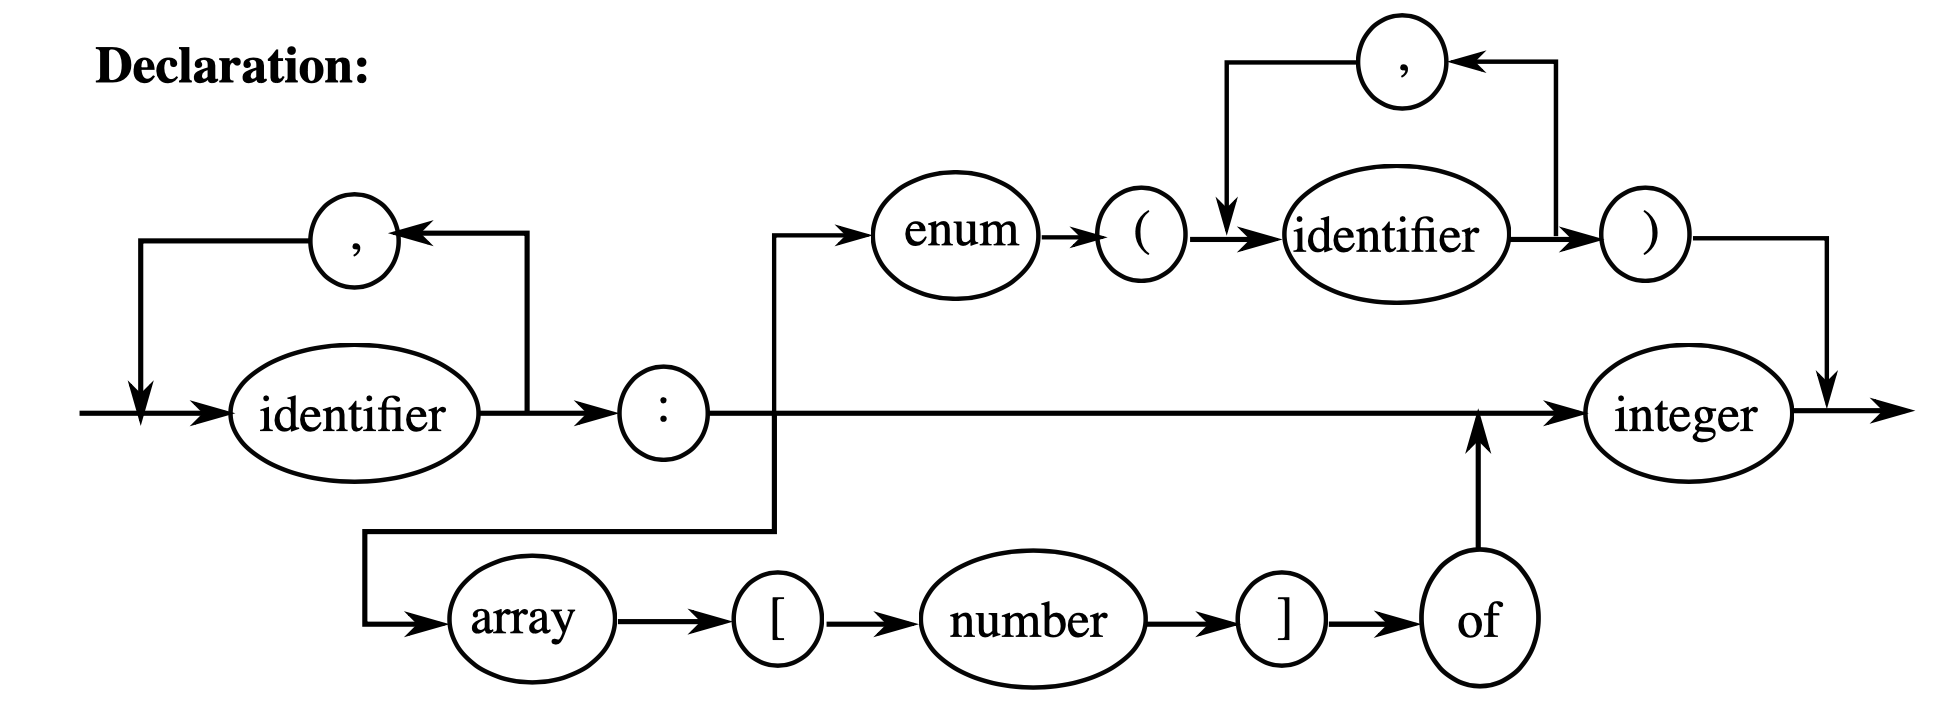 Declaration:
,
,
enum ( identifier )
identifier : integer
array [ number ] of